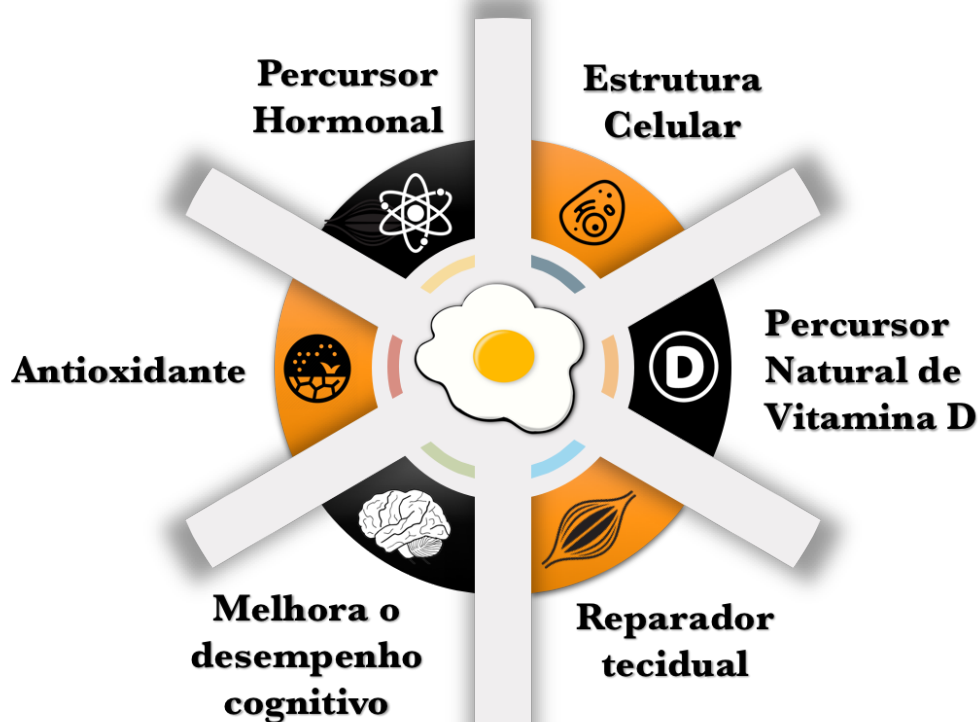 Percursor
Hormonal
Estrutura
Celular
Antioxidante
D
Percursor
Natural de
Vitamina D
Melhora o
desempenho
cognitivo
Reparador
tecidual